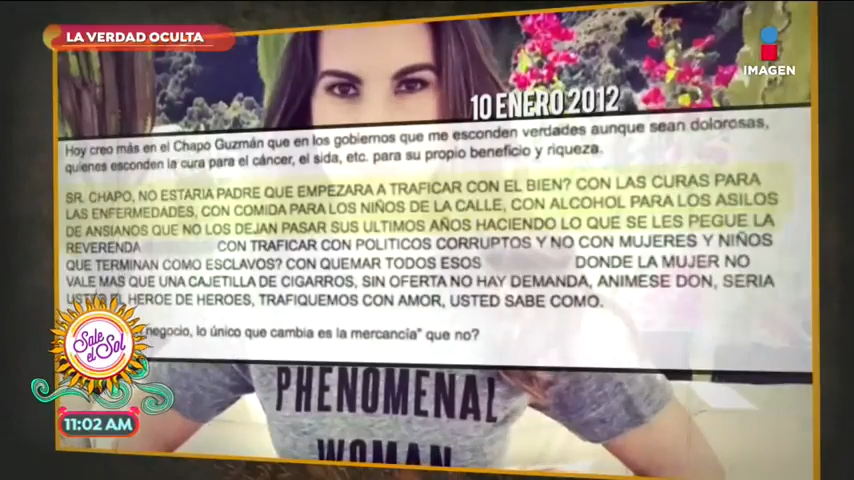 LA VERDAD OCULTA
IMAGEN
10 ENERO 2012
Hoy creo más en el Chapo Guzmán que en los gobiernos que me esconden verdades aunque sean dolorosas,
quienes esconden la cura para el cáncer, el sida, etc. para su propio beneficio y riqueza.
SR. CHAPO, NO ESTARIA PADRE QUE EMPEZARA A TRAFICAR CON EL BIEN? CON LAS CURAS PARA
LAS ENFERMEDADES, CON COMIDA PARA LOS NIÑOS DE LA CALLE, CON ALCOHOL PARA LOS ASILOS
DE ANSIANOS QUE NO LOS DEJAN PASAR SUS ULTIMOS AÑOS HACIENDO LO QUE SE LES PEGUE LA
REVERENDA CON TRAFICAR CON POLITICOS CORRUPTOS Y NO CON MUJERES Y NIÑOS
QUE TERMINAN COMO ESCLAVOS? CON QUEMAR TODOS ESOS DONDE LA MUJER NO
VALE MAS QUE UNA CAJETILLA DE CIGARROS, SIN OFERTA NO HAY DEMANDA, ANIMESE DON, SERIA
EL HEROE DE HEROES, TRAFIQUEMOS CON AMOR, USTED SABE COMO.
negocio, lo único que cambia es la mercancía" que no?
Sale
el Sol
11:02 AM
PHENOMENAL
WOMAN